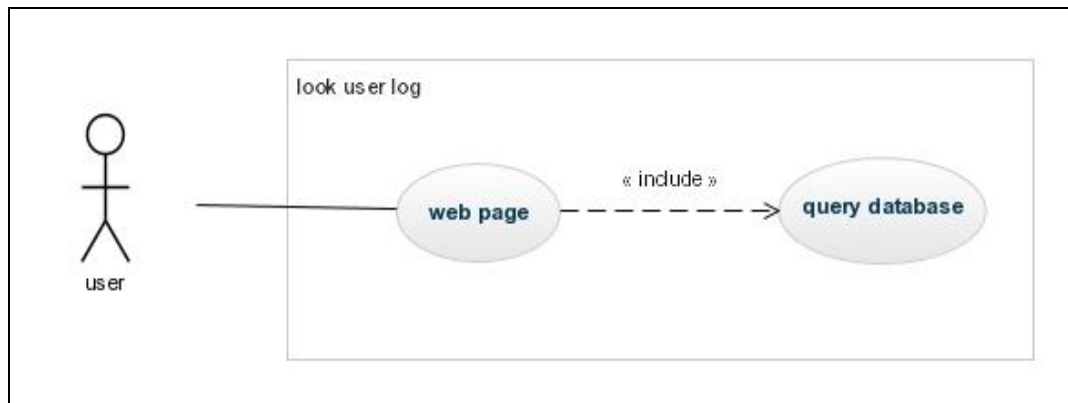 look user log
« include »
web page
query database
user